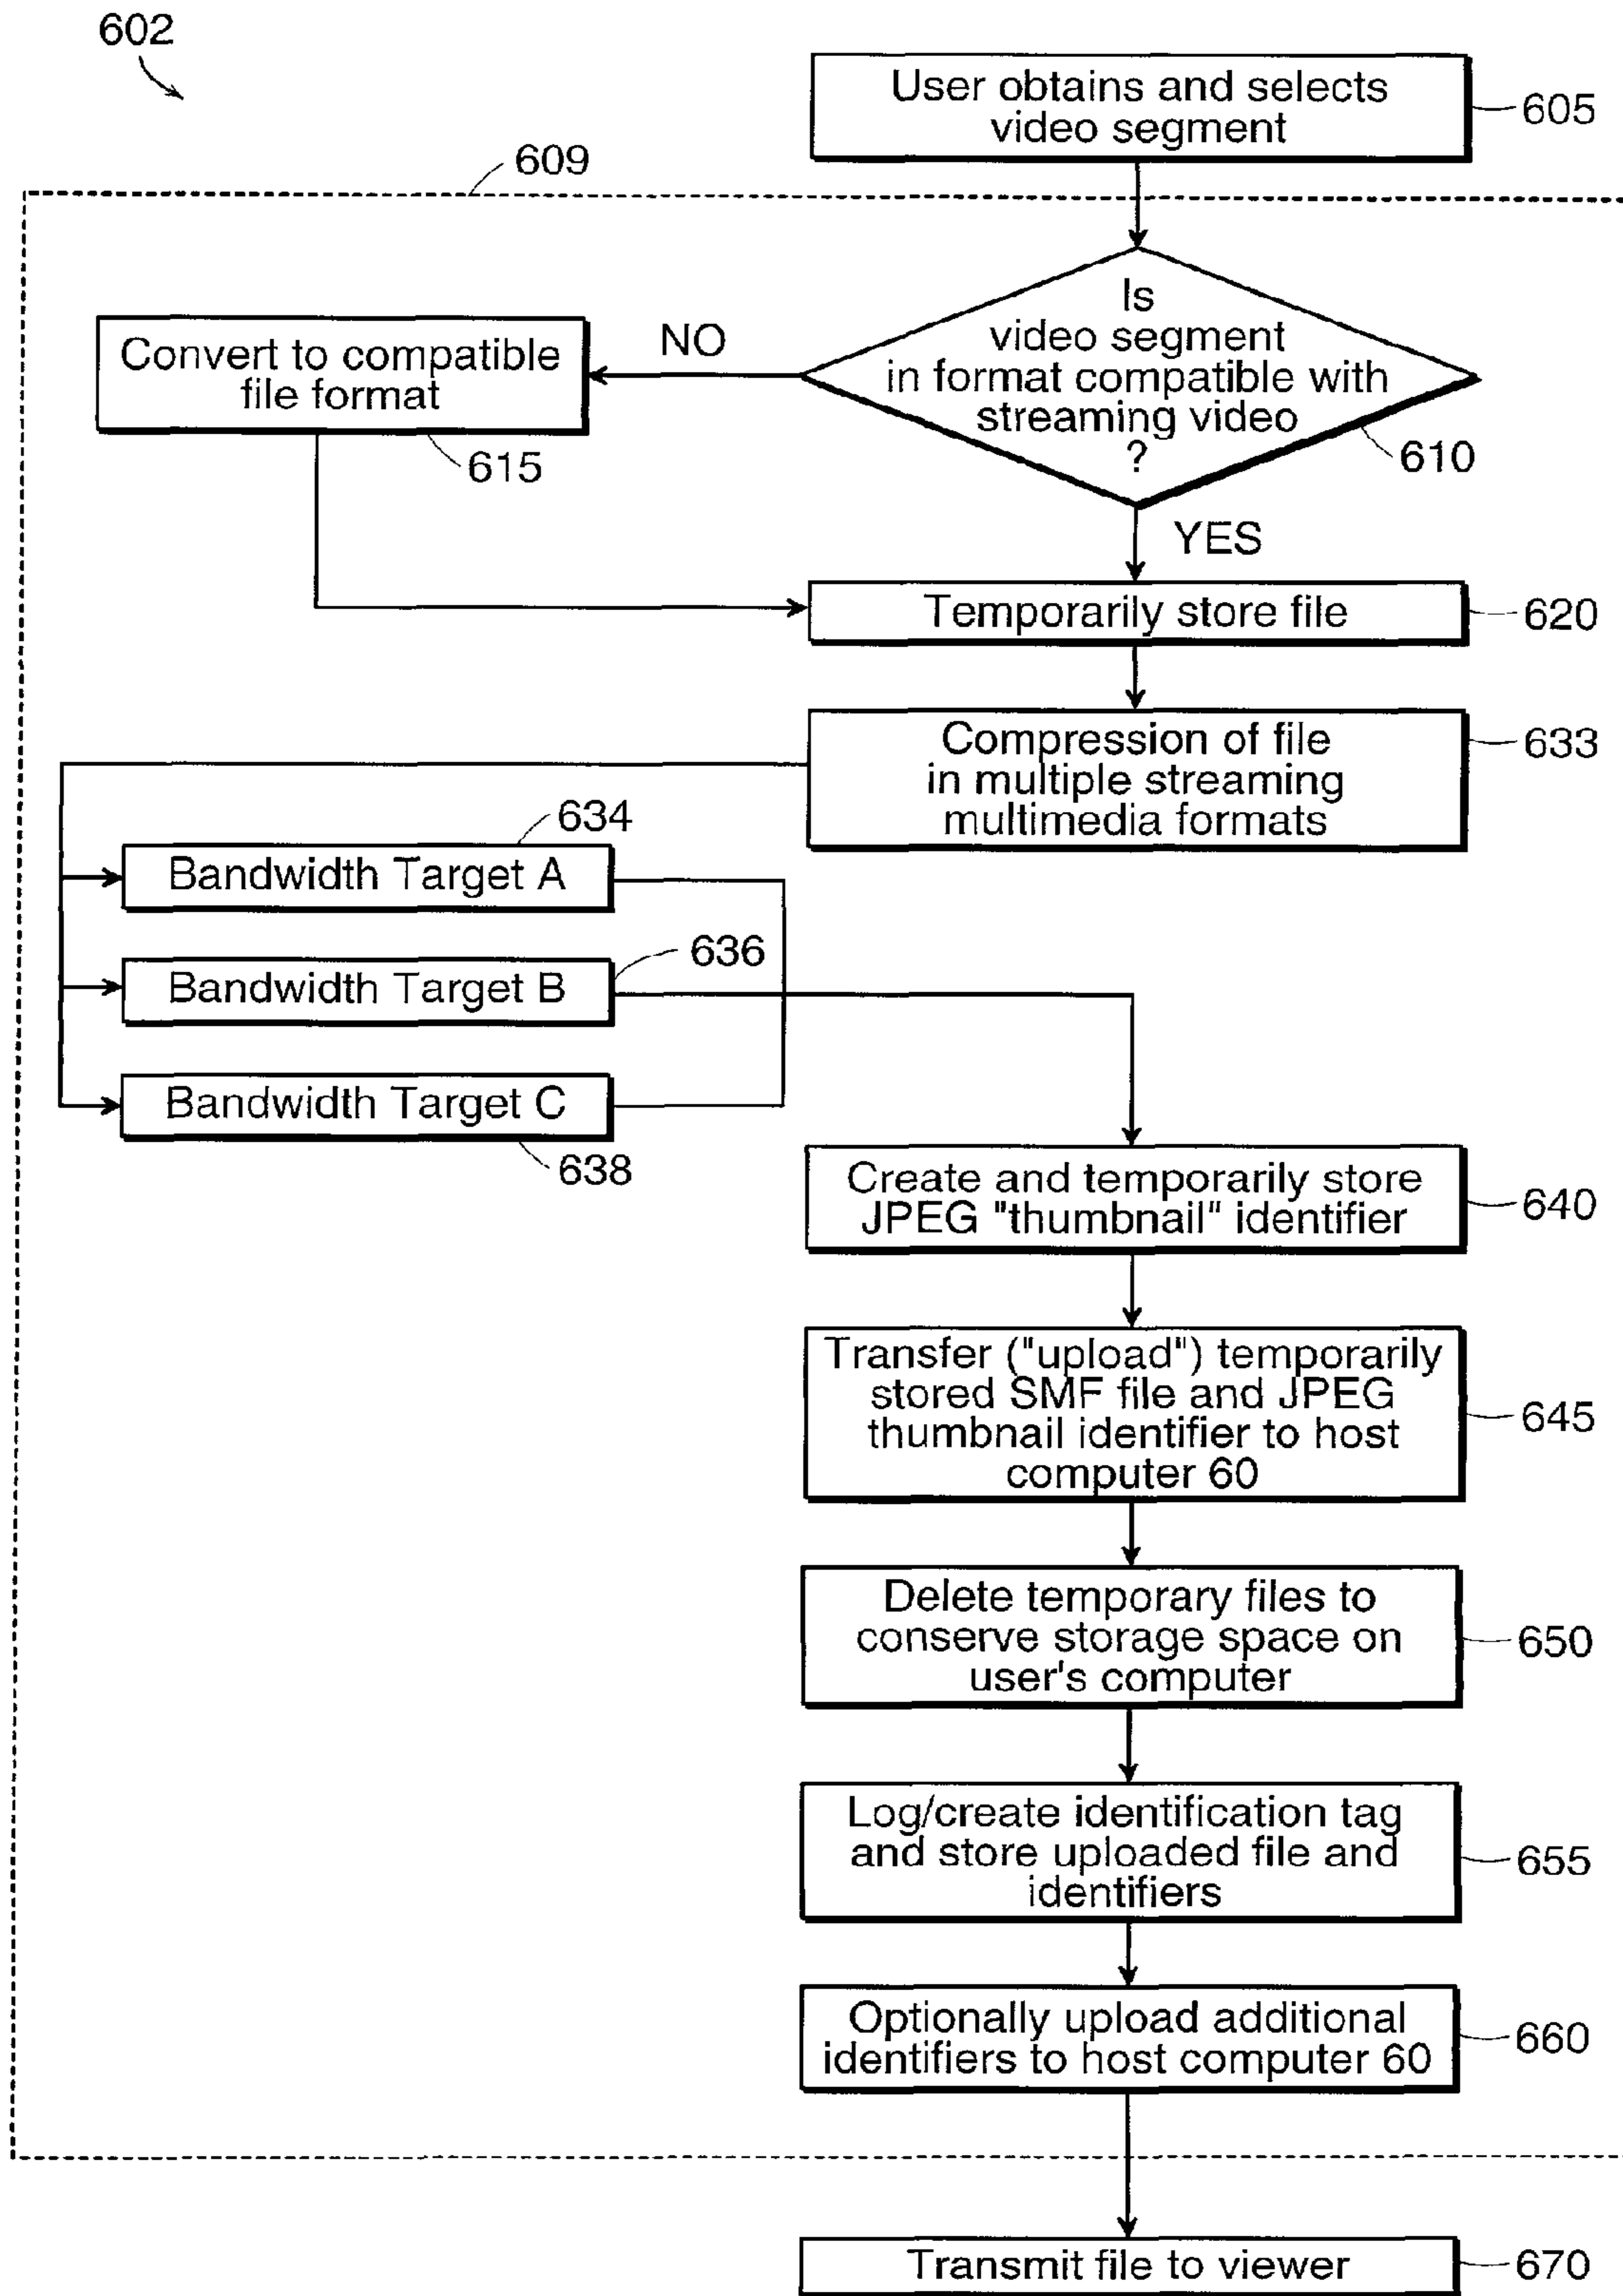 602
User obtains and selects
video segment
605
609
Is
video segment
in format compatible with
streaming video
?
610
NO
Convert to compatible
file format
615
YES
Temporarily store file
620
Compression of file
in multiple streaming
multimedia formats
633
634
Bandwidth Target A
636
Bandwidth Target B
Bandwidth Target C
638
Create and temporarily store
JPEG "thumbnail" identifier
640
Transfer ("upload") temporarily
stored SMF file and JPEG
thumbnail identifier to host
computer 60
645
Delete temporary files to
conserve storage space on
user's computer
650
Log/create identification tag
and store uploaded file and
identifiers
655
Optionally upload additional
identifiers to host computer 60
660
Transmit file to viewer
670